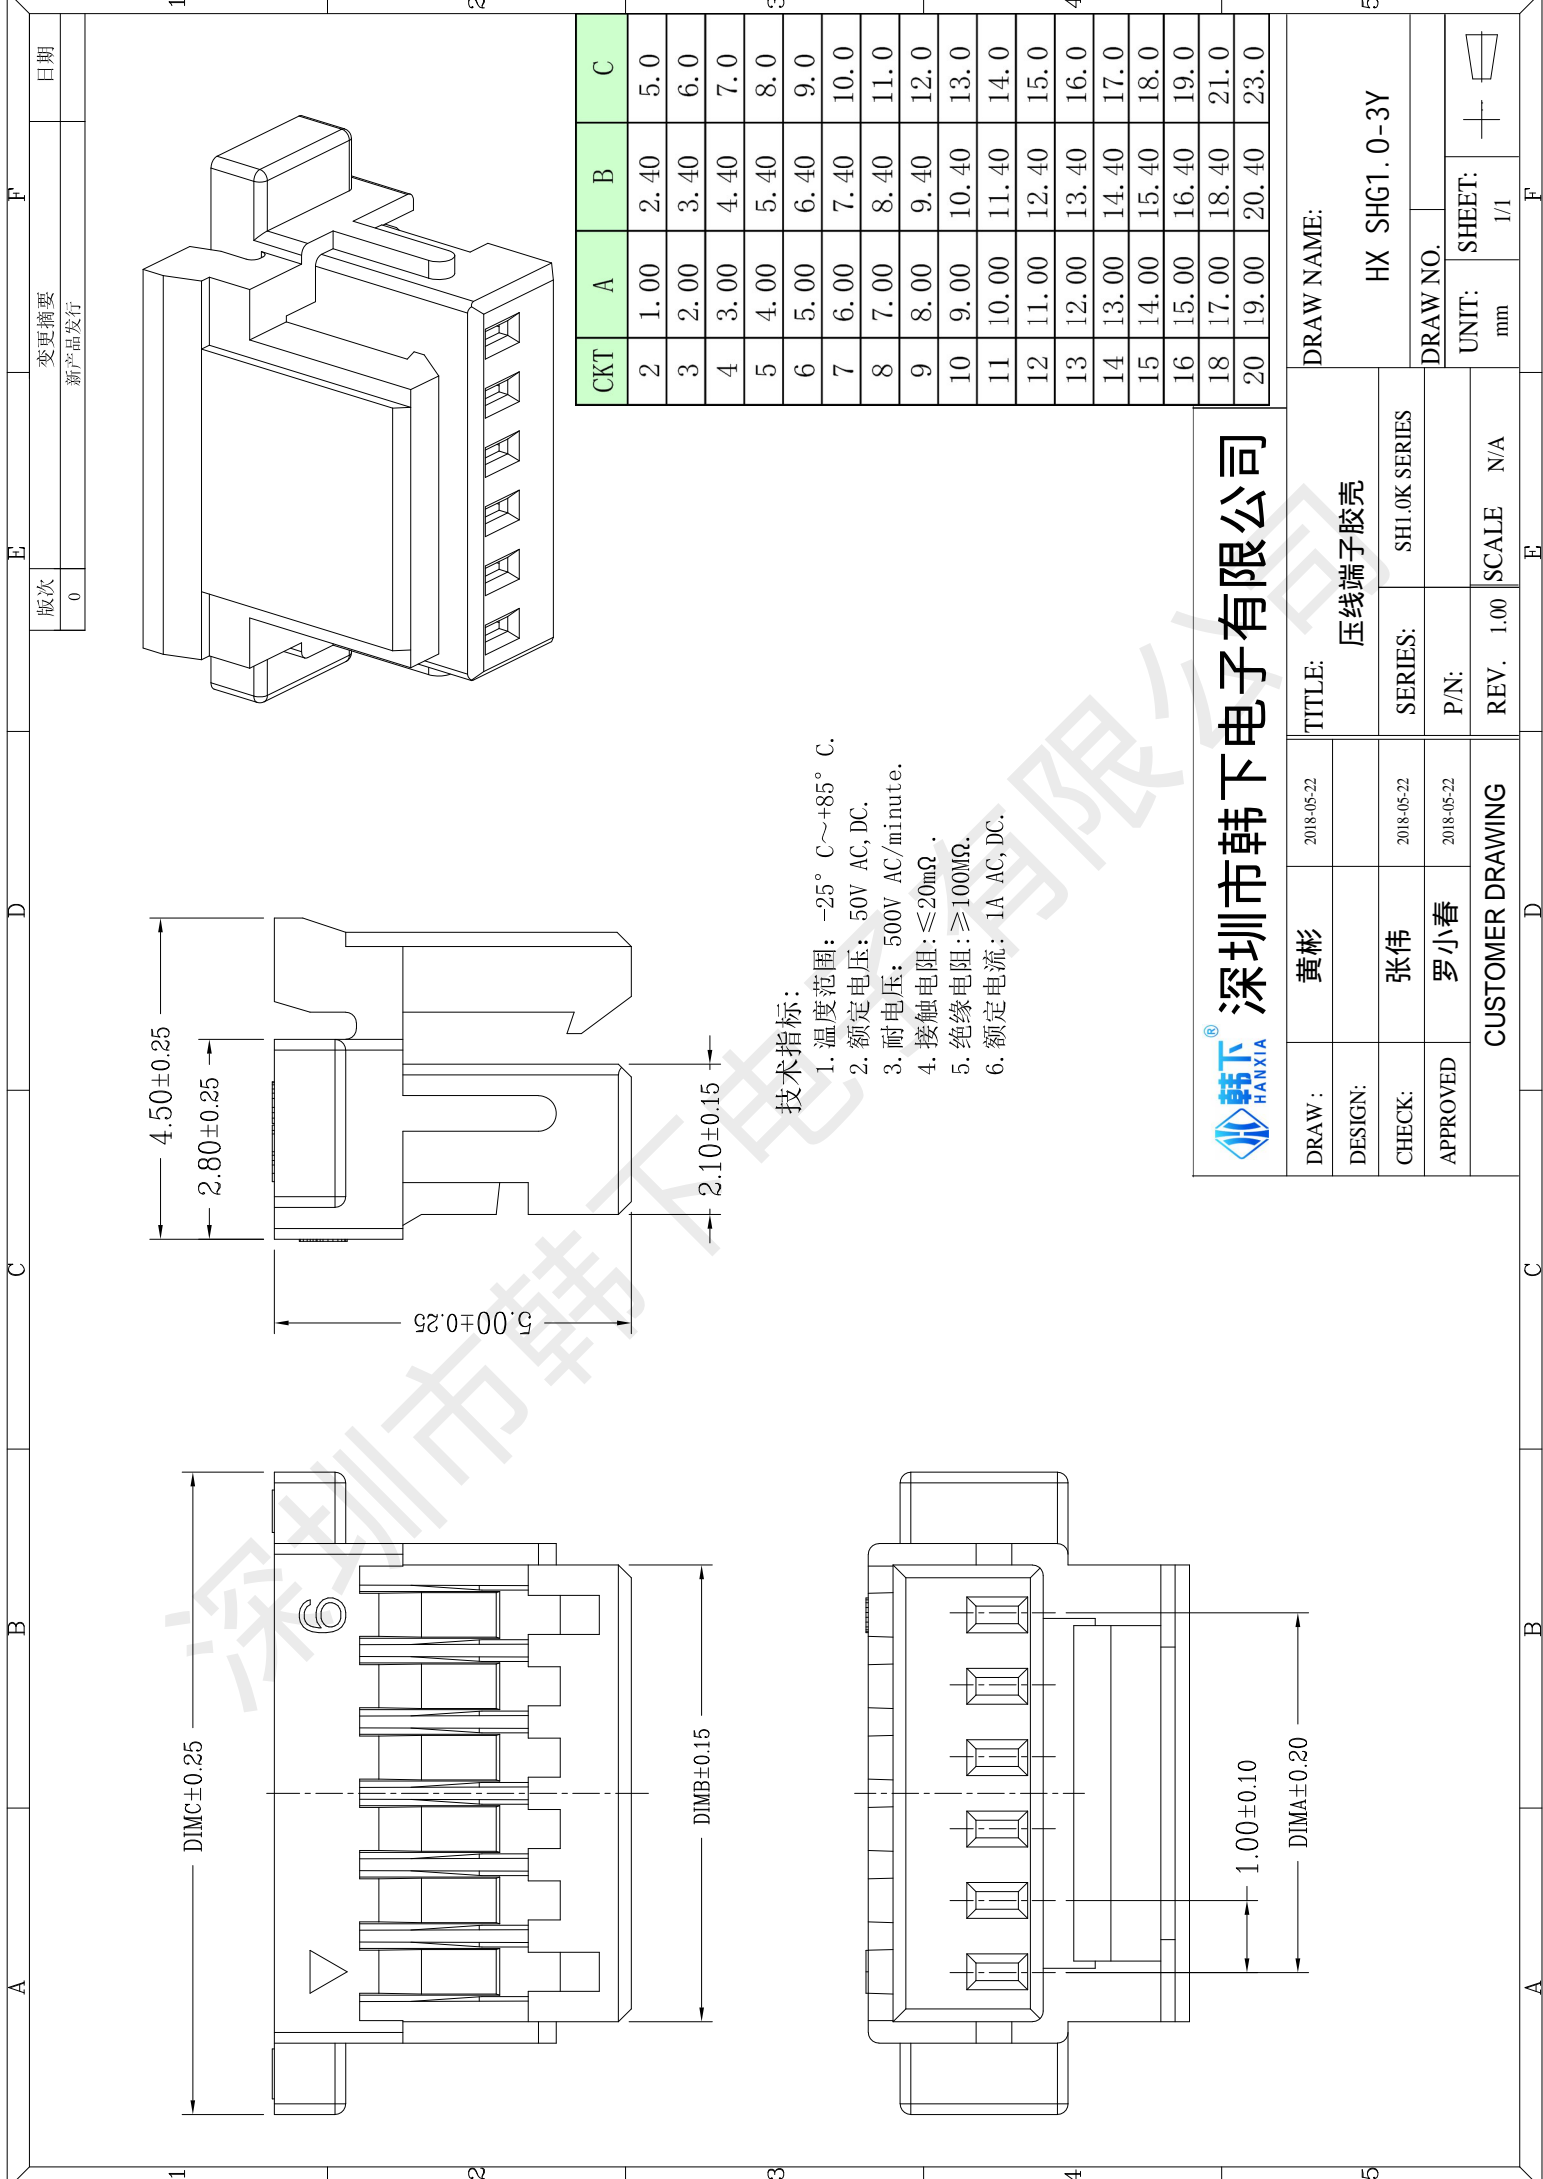 版次 变更摘要 日期
0 新产品发行
CKT A B C
2 1.00 2.40 5.0
3 2.00 3.40 6.0
4 3.00 4.40 7.0
5 4.00 5.40 8.0
6 5.00 6.40 9.0
7 6.00 7.40 10.0
8 7.00 8.40 11.0
9 8.00 9.40 12.0
10 9.00 10.40 13.0
11 10.00 11.40 14.0
12 11.00 12.40 15.0
13 12.00 13.40 16.0
14 13.00 14.40 17.0
15 14.00 15.40 18.0
16 15.00 16.40 19.0
18 17.00 18.40 21.0
20 19.00 20.40 23.0
DIMC±0.25
6
DIMB±0.15
4.50±0.25
2.80±0.25
5.00±0.25
2.10±0.15
1.00±0.10
DIMA±0.20
技术指标:
1.温度范围: -25° C~+85° C.
2.额定电压: 50V AC,DC.
3.耐电压: 500V AC/minute.
4.接触电阻:≤20mΩ .
5.绝缘电阻:≥100MΩ.
6.额定电流: 1A AC,DC.
韩下® HANXIA 深圳市韩下电子有限公司
DRAW : 黄彬 2018-05-22
DESIGN:
CHECK: 张伟 2018-05-22
APPROVED 罗小春 2018-05-22
CUSTOMER DRAWING
TITLE:
压线端子胶壳
SERIES: SH1.0K SERIES
P/N:
REV. 1.00 SCALE N/A
DRAW NAME:
HX SHG1.0-3Y
DRAW NO.
UNIT: mm SHEET: 1/1
A B C D E F
A B C D E F
1 2 3 4 5
1 2 3 4 5
深圳市韩下电子有限公司